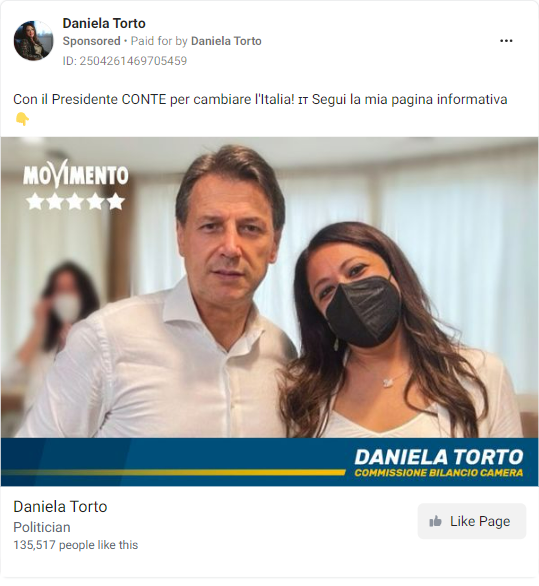 Daniela Torto
Sponsored • Paid for by Daniela Torto
ID: 2504261469705459
Con il Presidente CONTE per cambiare l'Italia! ɪᴛ Segui la mia pagina informativa
👇
MOVIMENTO
★★★★★
DANIELA TORTO
COMMISSIONE BILANCIO CAMERA
Daniela Torto
Politician
135,517 people like this
Like Page